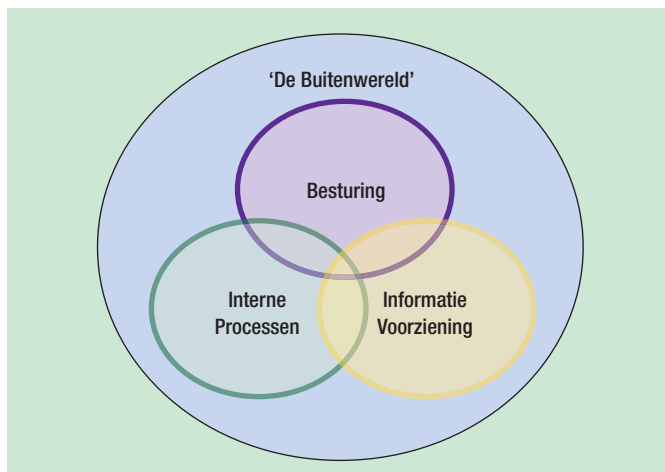 ‘De Buitenwereld’
Besturing
Interne
Processen
Informatie
Voorziening